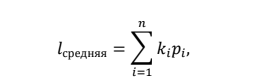 l_средняя = ∑_{i=1}^{n} k_i p_i,